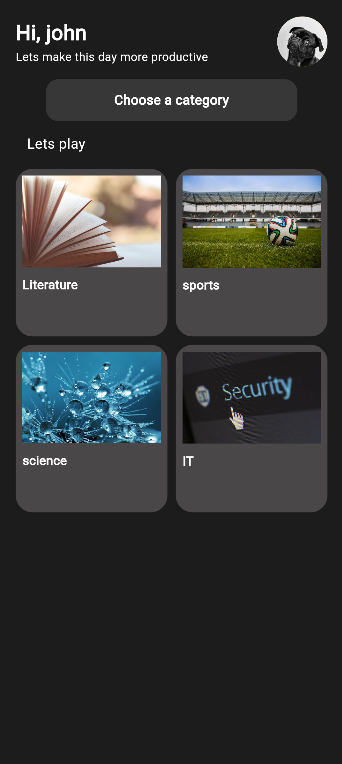 Hi, john
Lets make this day more productive
Choose a category
Lets play
Literature
sports
Security
science
IT